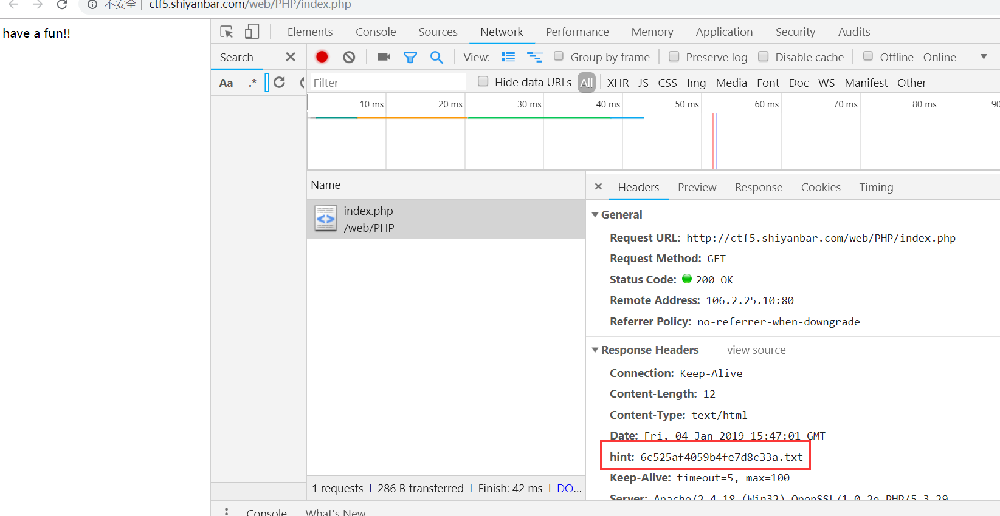 不安全 | ctf5.shiyanbar.com/web/PHP/index.php
have a fun!!
Elements Console Sources Network Performance Memory Application Security Audits
Search
View: Group by frame Preserve log Disable cache Offline Online
Aa .*
Filter Hide data URLs All XHR JS CSS Img Media Font Doc WS Manifest Other
10 ms 20 ms 30 ms 40 ms 50 ms 60 ms 70 ms 80 ms 90
Name
index.php
/web/PHP
Headers Preview Response Cookies Timing
General
Request URL: http://ctf5.shiyanbar.com/web/PHP/index.php
Request Method: GET
Status Code: 200 OK
Remote Address: 106.2.25.10:80
Referrer Policy: no-referrer-when-downgrade
Response Headers view source
Connection: Keep-Alive
Content-Length: 12
Content-Type: text/html
Date: Fri, 04 Jan 2019 15:47:01 GMT
hint: 6c525af4059b4fe7d8c33a.txt
Keep-Alive: timeout=5, max=100
Server: Apache/2.4.18 (Win32) OpenSSL/1.0.2e PHP/5.3.29
1 requests | 286 B transferred | Finish: 42 ms | DO...
Console What's New